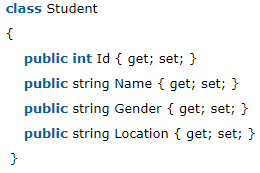 class Student
{
public int Id { get; set; }
public string Name { get; set; }
public string Gender { get; set; }
public string Location { get; set; }
}